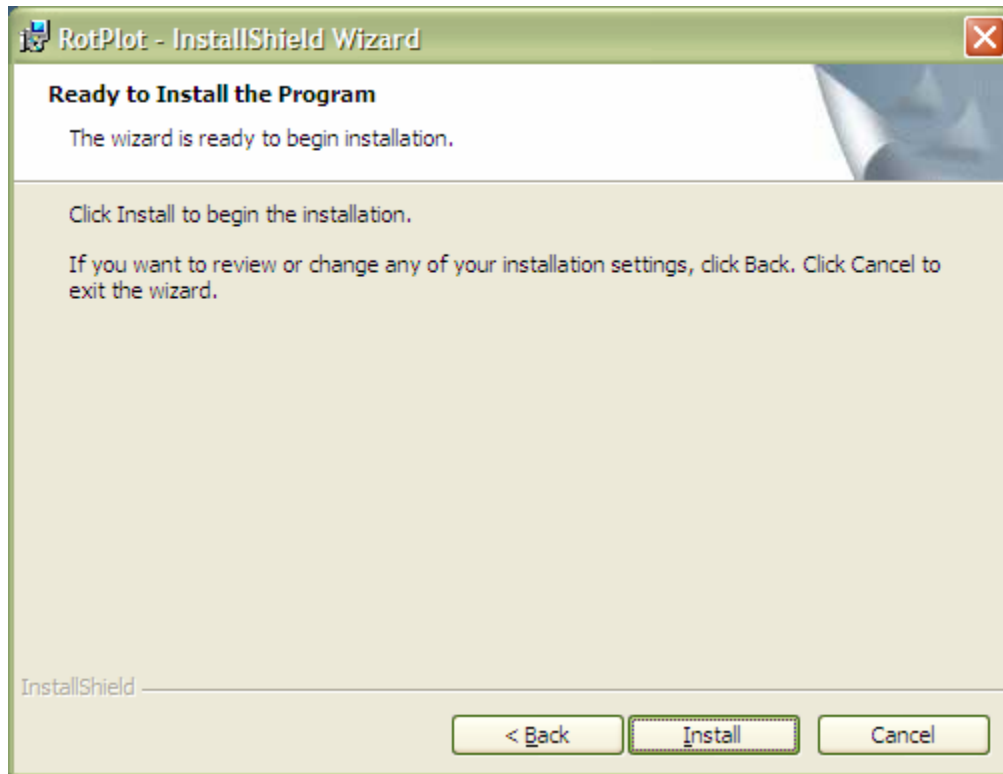 RotPlot - InstallShield Wizard
Ready to Install the Program
The wizard is ready to begin installation.
Click Install to begin the installation.
If you want to review or change any of your installation settings, click Back. Click Cancel to
exit the wizard.
InstallShield
< Back Install Cancel